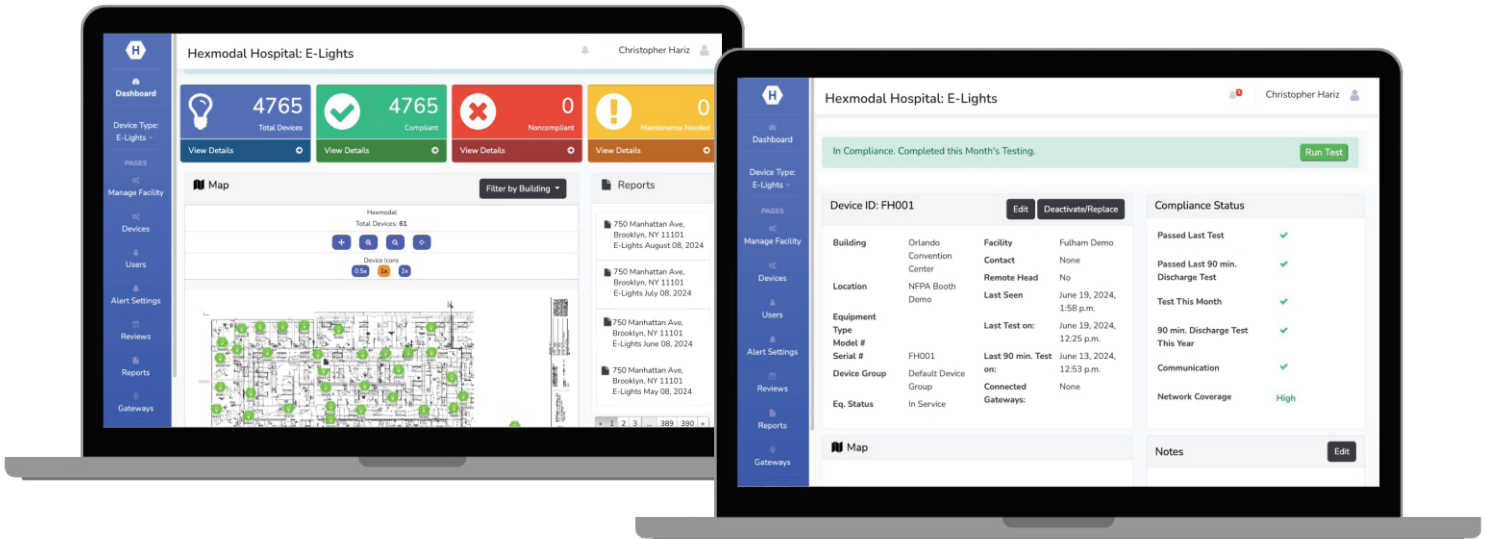 H
Hexmodal Hospital: E-Lights
Christopher Hariz
Dashboard
Device Type:
E-Lights
PAGES
Manage Facility
Devices
Users
Alert Settings
Reviews
Reports
Gateways
4765
Total Devices
View Details
4765
Compliant
View Details
0
Noncompliant
View Details
0
Maintenance Needed
View Details
Map
Filter by Building
Hexmodal
Total Devices: 61
Device Icons
0.5x 1x 2x
Reports
750 Manhattan Ave,
Brooklyn, NY 11101
E-Lights August 08, 2024
750 Manhattan Ave,
Brooklyn, NY 11101
E-Lights July 08, 2024
750 Manhattan Ave,
Brooklyn, NY 11101
E-Lights June 08, 2024
750 Manhattan Ave,
Brooklyn, NY 11101
E-Lights May 08, 2024
« 1 2 3 ... 389 390 »
H
Hexmodal Hospital: E-Lights
Christopher Hariz
Dashboard
Device Type:
E-Lights
PAGES
Manage Facility
Devices
Users
Alert Settings
Reviews
Reports
Gateways
In Compliance. Completed this Month's Testing.
Run Test
Device ID: FH001
Edit
Deactivate/Replace
Building Orlando
Convention
Center
Location NFPA Booth
Demo
Equipment
Type
Model #
Serial # FH001
Device Group Default Device
Group
Eq. Status In Service
Facility Fulham Demo
Contact None
Remote Head No
Last Seen June 19, 2024,
1:58 p.m.
Last Test on: June 19, 2024,
12:25 p.m.
Last 90 min. Test June 13, 2024,
on: 12:53 p.m.
Connected None
Gateways:
Compliance Status
Passed Last Test
Passed Last 90 min.
Discharge Test
Test This Month
90 min. Discharge Test
This Year
Communication
Network Coverage High
Map
Notes
Edit